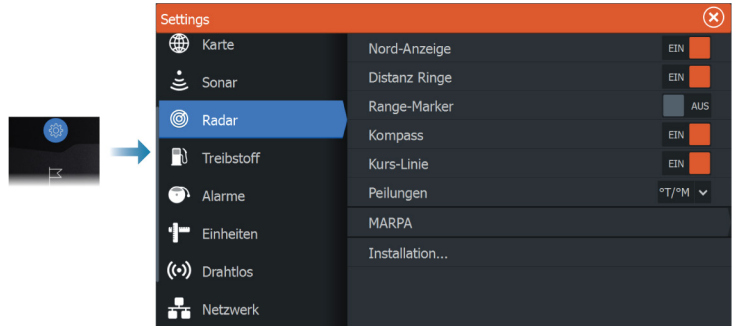 Settings
Karte
Sonar
Radar
Treibstoff
Alarme
Einheiten
Drahtlos
Netzwerk
Nord-Anzeige EIN
Distanz Ringe EIN
Range-Marker AUS
Kompass EIN
Kurs-Linie EIN
Peilungen °T/°M
MARPA
Installation...